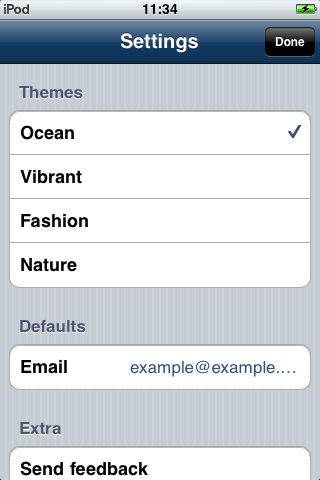 iPod 11:34
Settings Done
Themes
Ocean
Vibrant
Fashion
Nature
Defaults
Email example@example....
Extra
Send feedback